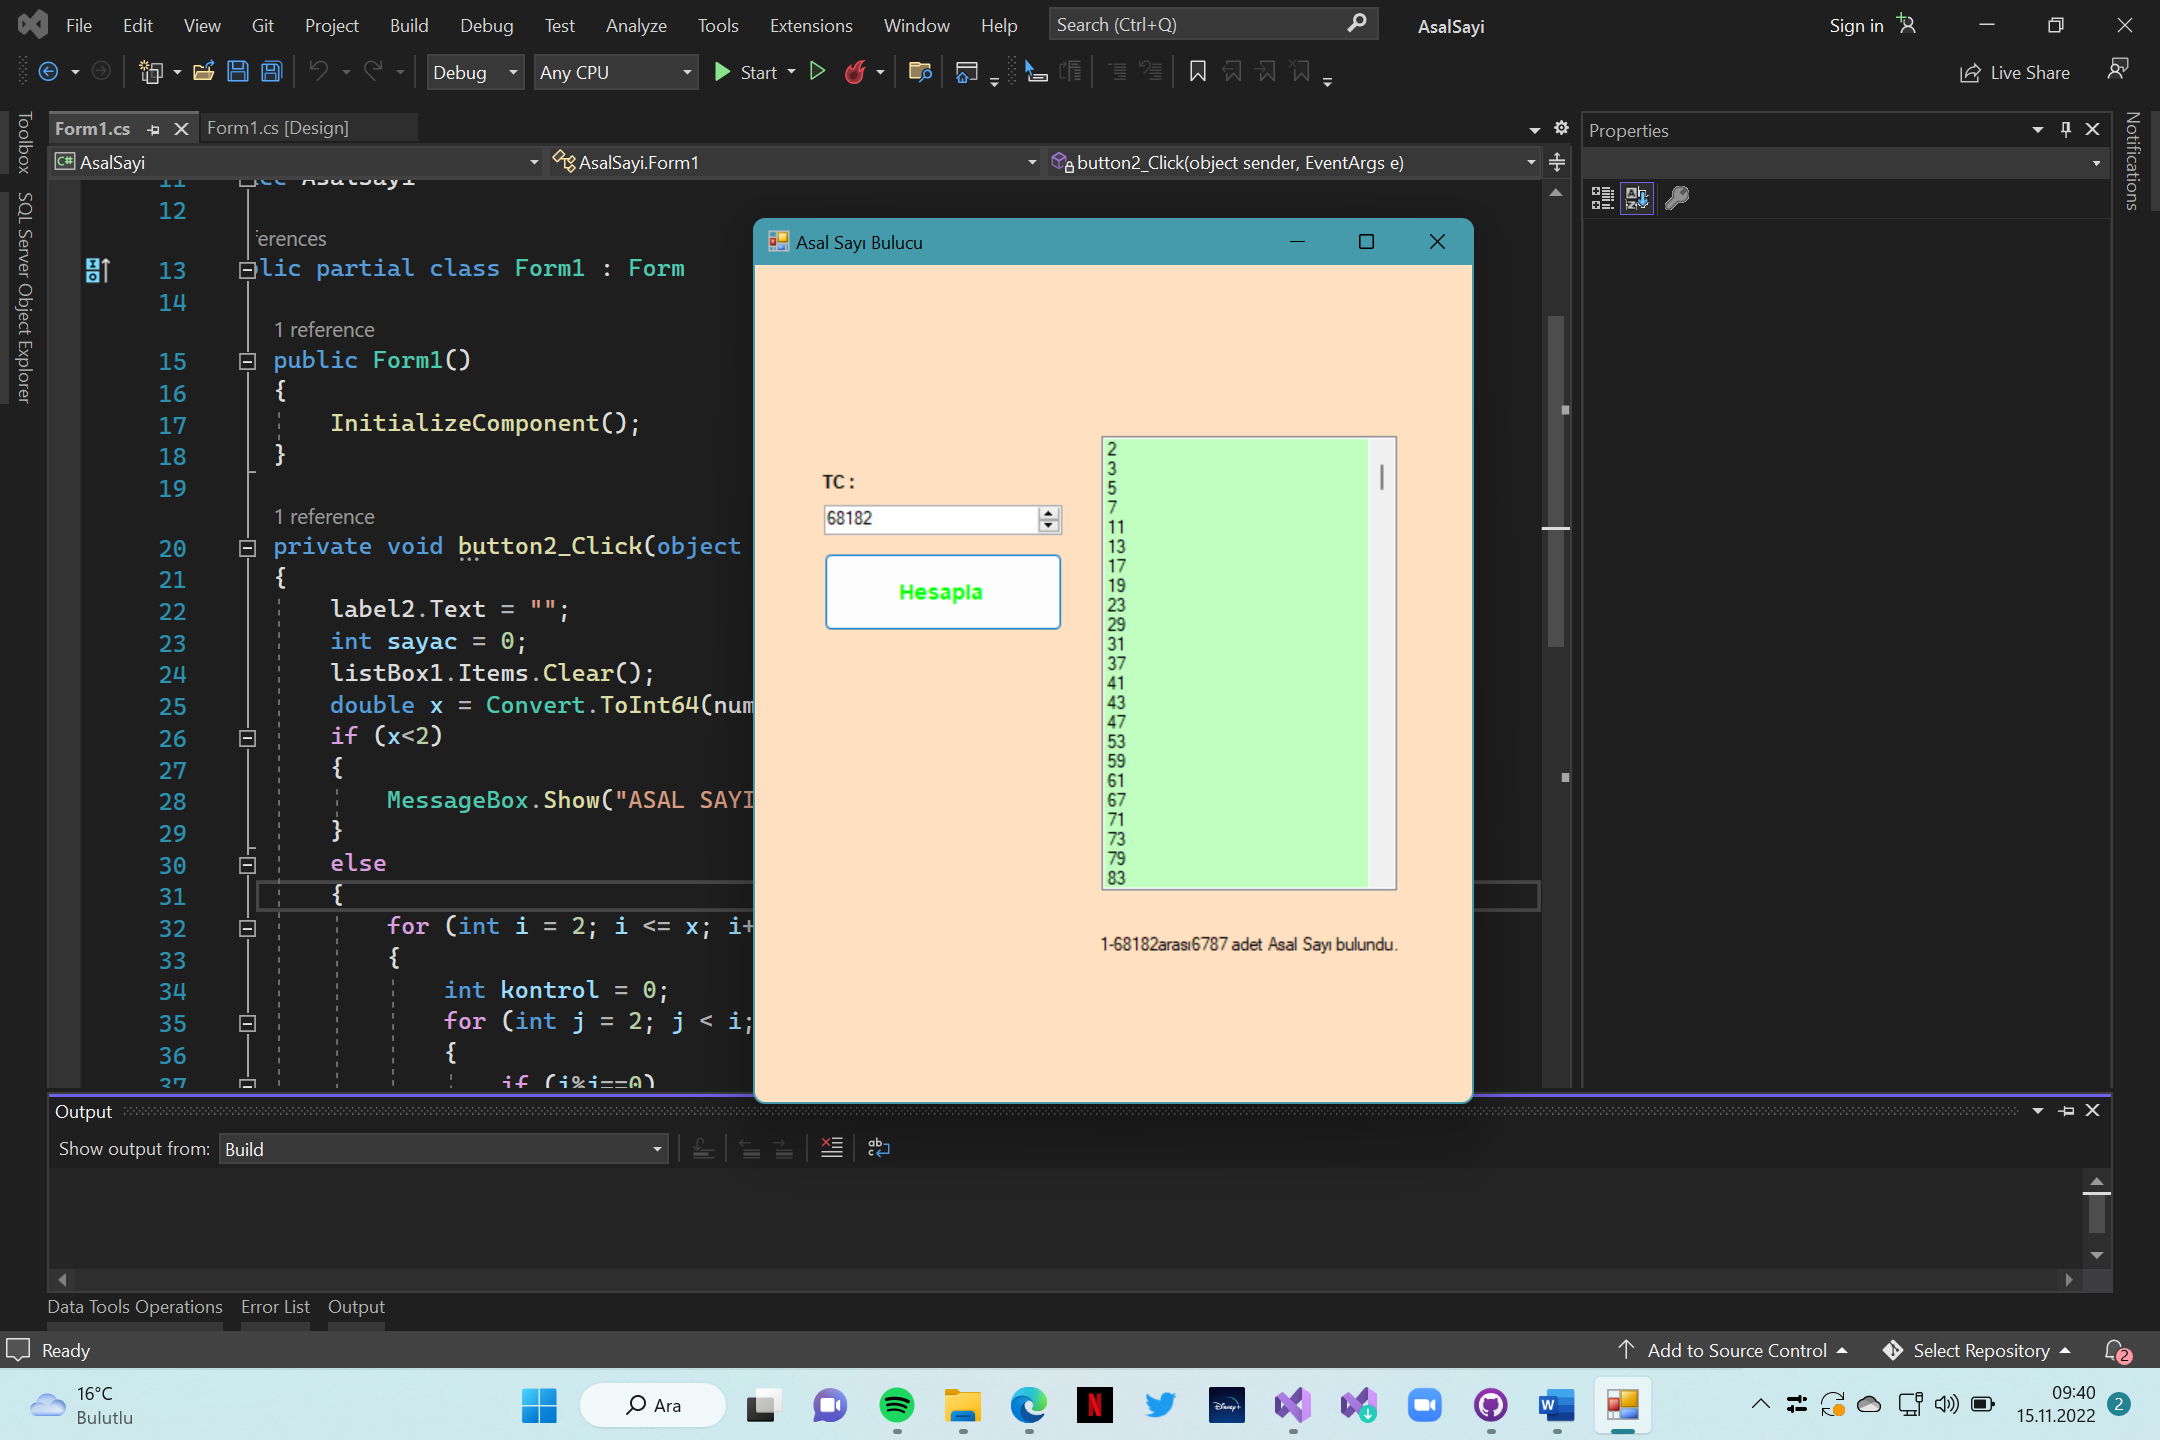 File Edit View Git Project Build Debug Test Analyze Tools Extensions Window Help Search (Ctrl+Q) AsalSayi Sign in
Debug Any CPU Start Live Share
Toolbox
SQL Server Object Explorer
Form1.cs Form1.cs [Design]
AsalSayi AsalSayi.Form1 button2_Click(object sender, EventArgs e)
Properties
Notifications
11 AsalSayi
12
erences
13 lic partial class Form1 : Form
14
1 reference
15 public Form1()
16 {
17 InitializeComponent();
18 }
19
1 reference
20 private void button2_Click(object
21 {
22 label2.Text = "";
23 int sayac = 0;
24 listBox1.Items.Clear();
25 double x = Convert.ToInt64(num
26 if (x<2)
27 {
28 MessageBox.Show("ASAL SAYI
29 }
30 else
31 {
32 for (int i = 2; i <= x; i+
33 {
34 int kontrol = 0;
35 for (int j = 2; j < i;
36 {
37 if (i%j==0)
Asal Sayı Bulucu
TC :
68182
Hesapla
2
3
5
7
11
13
17
19
23
29
31
37
41
43
47
53
59
61
67
71
73
79
83
1-68182arası6787 adet Asal Sayı bulundu.
Output
Show output from: Build
Data Tools Operations Error List Output
Ready Add to Source Control Select Repository 2
16°C
Bulutlu
Ara
09:40
15.11.2022
2